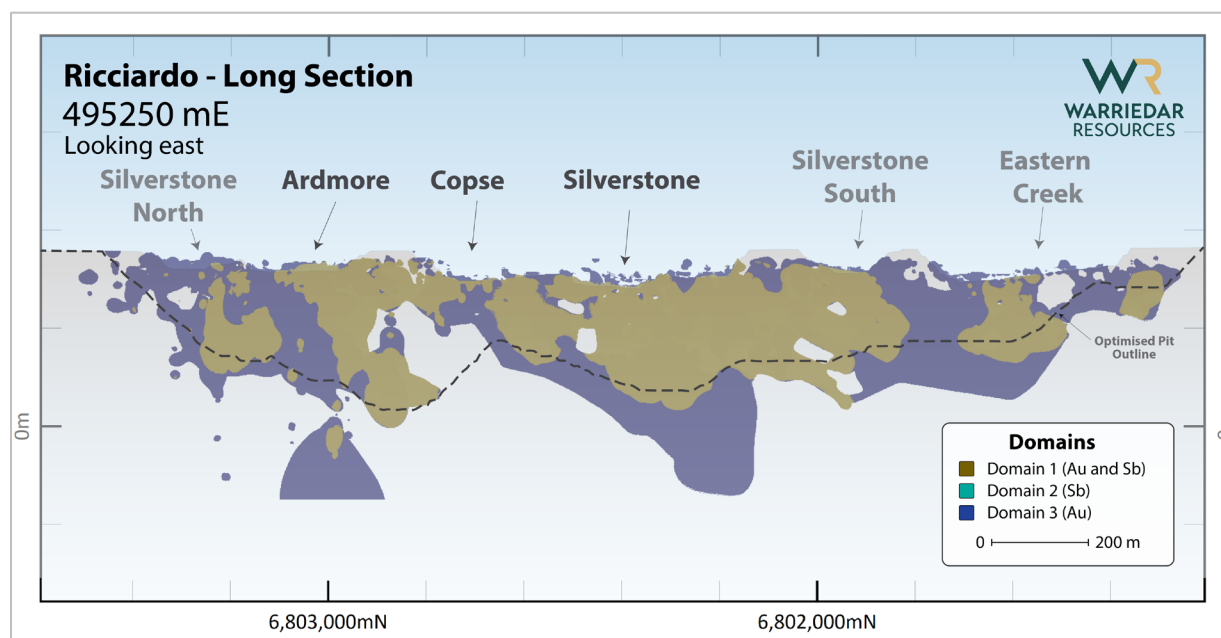 Ricciardo - Long Section
495250 mE
Looking east
WR
WARRIEDAR
RESOURCES
Silverstone
North
Ardmore
Copse
Silverstone
Silverstone
South
Eastern
Creek
Optimised Pit
Outline
0m
Domains
Domain 1 (Au and Sb)
Domain 2 (Sb)
Domain 3 (Au)
0 200 m
6,803,000mN
6,802,000mN